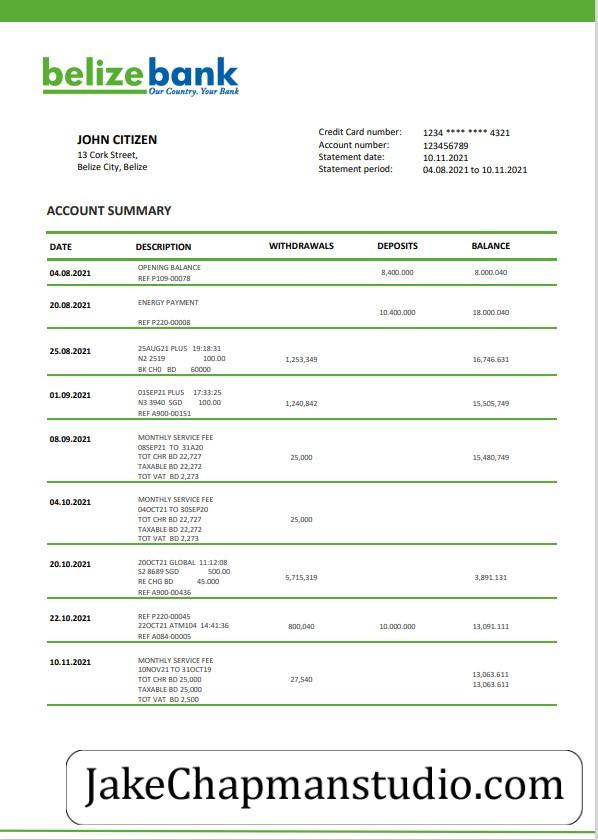 belizebank
Our Country. Your Bank
JOHN CITIZEN
13 Cork Street,
Belize City, Belize
Credit Card number: 1234 **** **** 4321
Account number: 123456789
Statement date: 10.11.2021
Statement period: 04.08.2021 to 10.11.2021
ACCOUNT SUMMARY
DATE DESCRIPTION WITHDRAWALS DEPOSITS BALANCE
04.08.2021 OPENING BALANCE 8,400.000 8.000.040
REF P109-00078
20.08.2021 ENERGY PAYMENT 10.400.000 18.000.040
REF P220-00008
25.08.2021 25AUG21 PLUS 19:18:31
N2 2519 100.00 1,253,349 16,746.631
BK CH0 BD 60000
01.09.2021 01SEP21 PLUS 17:33:25
N3 3940 SGD 100.00 1,240,842 15,505,749
REF A900-00151
08.09.2021 MONTHLY SERVICE FEE
08SEP21 TO 31A20
TOT CHR BD 22,727 25,000 15,480,749
TAXABLE BD 22,272
TOT VAT BD 2,273
04.10.2021 MONTHLY SERVICE FEE
04OCT21 TO 30SEP20
TOT CHR BD 22,727 25,000
TAXABLE BD 22,272
TOT VAT BD 2,273
20.10.2021 20OCT21 GLOBAL 11:12:08
S2 8689 SGD 500.00 5,715,319 3,891.131
RE CHG BD 45.000
REF A900-00436
22.10.2021 REF P220-00045
22OCT21 ATM104 14:41:36 800,040 10.000.000 13,091.111
REF A084-00005
10.11.2021 MONTHLY SERVICE FEE
10NOV21 TO 31OCT19 13,063.611
TOT CHR BD 25,000 27,540 13,063.611
TAXABLE BD 25,000
TOT VAT BD 2,500
JakeChapmanstudio.com